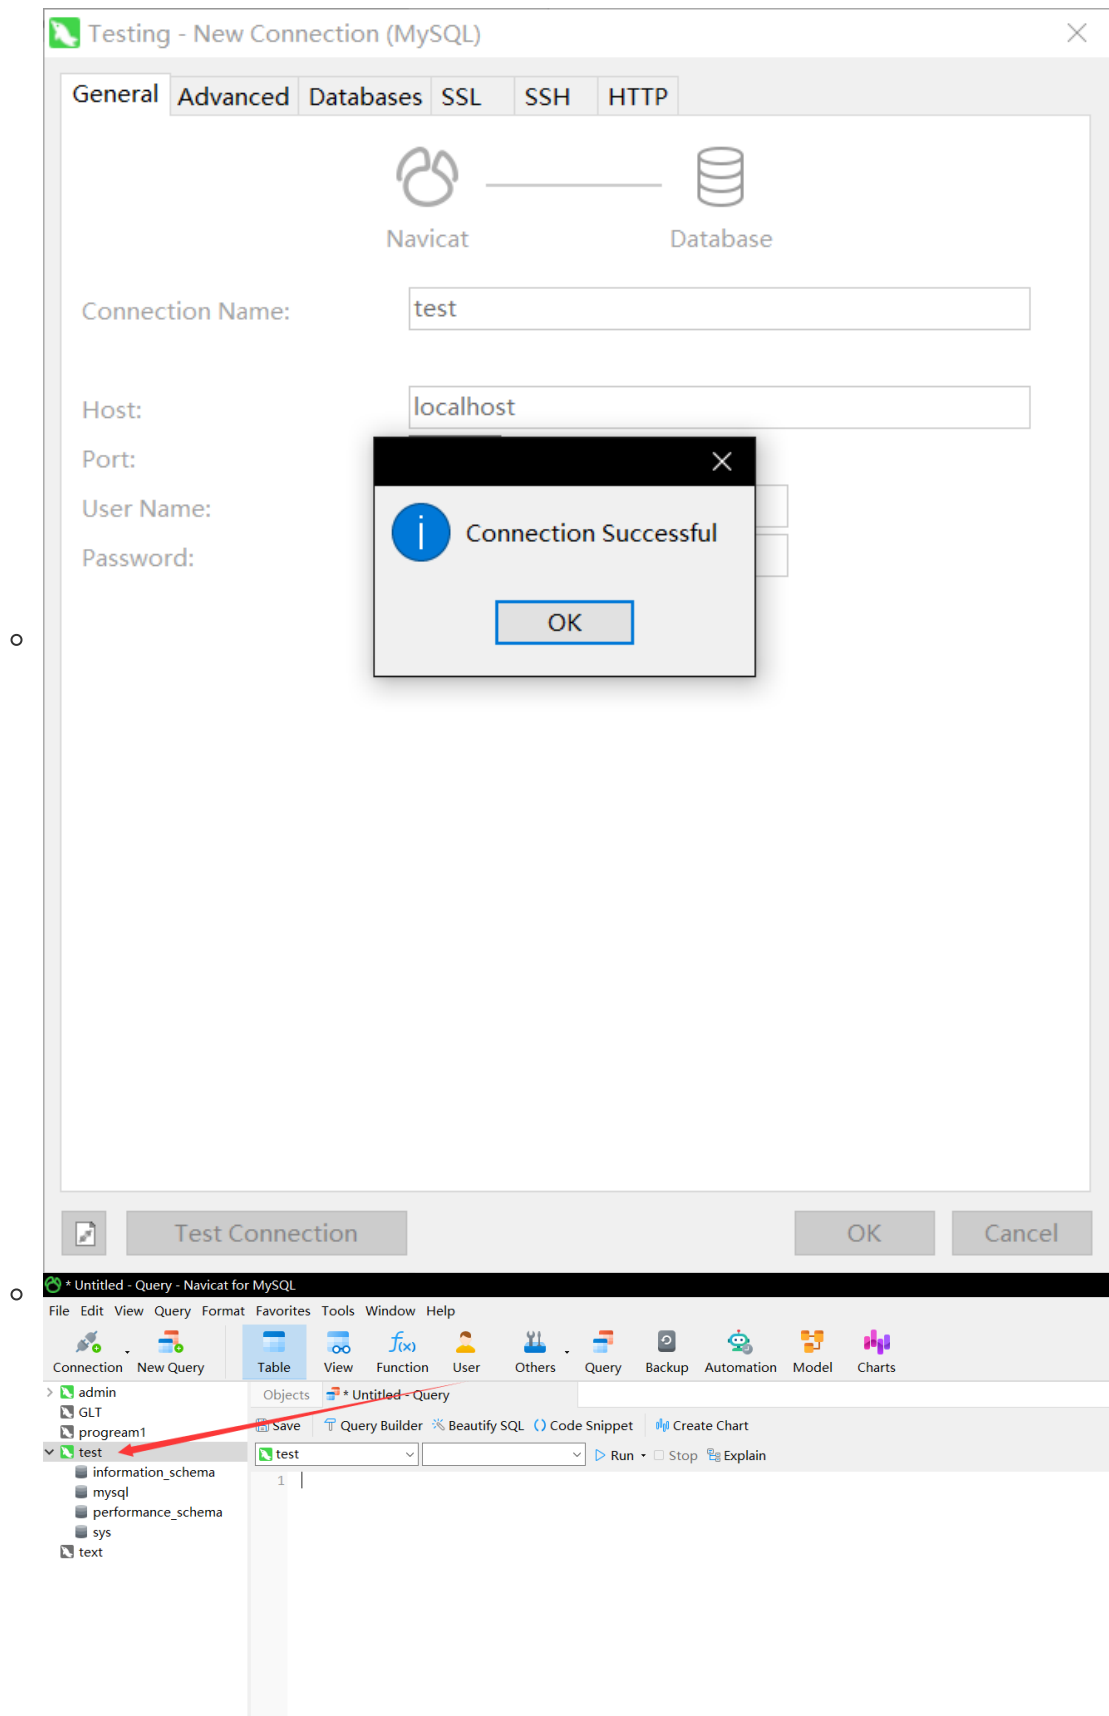 Testing - New Connection (MySQL)
General Advanced Databases SSL SSH HTTP
Navicat Database
Connection Name: test
Host: localhost
Port:
User Name:
Password:
Connection Successful
OK
Test Connection OK Cancel
* Untitled - Query - Navicat for MySQL
File Edit View Query Format Favorites Tools Window Help
Connection New Query Table View Function User Others Query Backup Automation Model Charts
admin
GLT
program1
test
information_schema
mysql
performance_schema
sys
text
Objects * Untitled - Query
Save Query Builder Beautify SQL () Code Snippet Create Chart
test Run Stop Explain
1